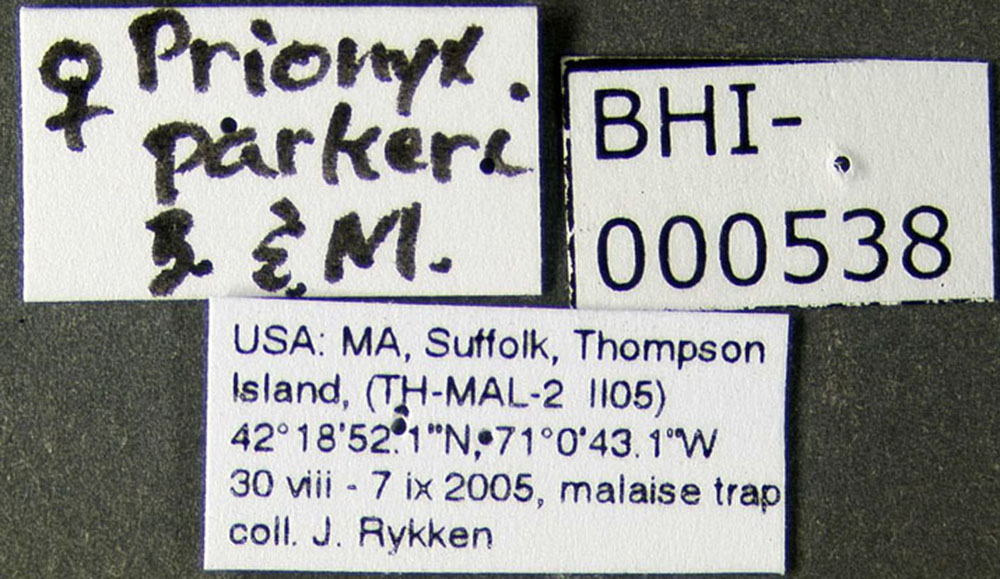 ♀ Prionyx
parkeri
B. & M.
BHI-
000538
USA: MA, Suffolk, Thompson
Island, (TH-MAL-2 II05)
42°18'52.1"N, 71°0'43.1"W
30 viii - 7 ix 2005, malaise trap
coll. J. Rykken